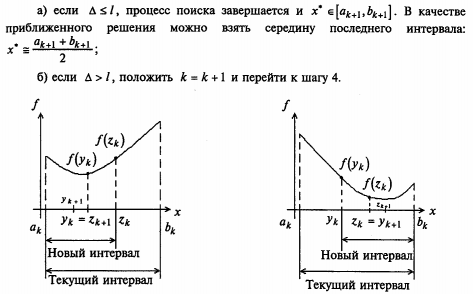 а) если Δ ≤ l, процесс поиска завершается и x* ∈ [a_{k+1}, b_{k+1}]. В качестве
приближенного решения можно взять середину последнего интервала:
x* ≅ (a_{k+1} + b_{k+1})/2 ;
б) если Δ > l, положить k = k + 1 и перейти к шагу 4.
f
f(y_k)
f(z_k)
y_{k+1}
x
a_k
y_k = z_{k+1}
z_k
b_k
Новый интервал
Текущий интервал
f
f(y_k)
f(z_k)
z_{k+1}
x
a_k
y_k
z_k = y_{k+1}
b_k
Новый интервал
Текущий интервал